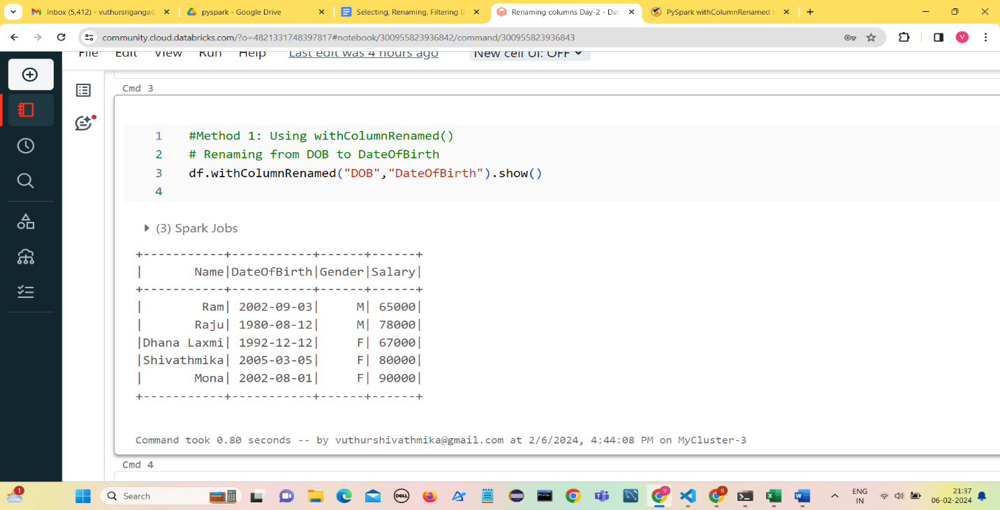 Inbox (5,412) - vuthursriganga@
pyspark - Google Drive
Selecting, Renaming, Filtering D
Renaming columns Day-2 - Dat
PySpark withColumnRenamed t
community.cloud.databricks.com/?o=4821331748397817#notebook/300955823936842/command/300955823936843
V
File Edit View Run Help Last edit was 4 hours ago New cell UI: OFF
Cmd 3
1 #Method 1: Using withColumnRenamed()
2 # Renaming from DOB to DateOfBirth
3 df.withColumnRenamed("DOB","DateOfBirth").show()
4
(3) Spark Jobs
+-----------+-----------+------+------+
|       Name|DateOfBirth|Gender|Salary|
+-----------+-----------+------+------+
|        Ram| 2002-09-03|     M| 65000|
|       Raju| 1980-08-12|     M| 78000|
|Dhana Laxmi| 1992-12-12|     F| 67000|
|Shivathmika| 2005-03-05|     F| 80000|
|       Mona| 2002-08-01|     F| 90000|
+-----------+-----------+------+------+
Command took 0.80 seconds -- by vuthurshivathmika@gmail.com at 2/6/2024, 4:44:08 PM on MyCluster-3
Cmd 4
1
Search
DELL
MySQL
V
S
ENG
IN
21:37
06-02-2024